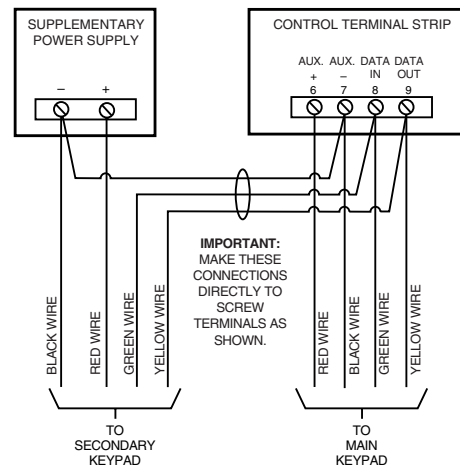 SUPPLEMENTARY
POWER SUPPLY
– +
CONTROL TERMINAL STRIP
AUX. AUX. DATA DATA
+ – IN OUT
6 7 8 9
IMPORTANT:
MAKE THESE
CONNECTIONS
DIRECTLY TO
SCREW
TERMINALS AS
SHOWN.
BLACK WIRE
RED WIRE
GREEN WIRE
YELLOW WIRE
RED WIRE
BLACK WIRE
GREEN WIRE
YELLOW WIRE
TO
SECONDARY
KEYPAD
TO
MAIN
KEYPAD